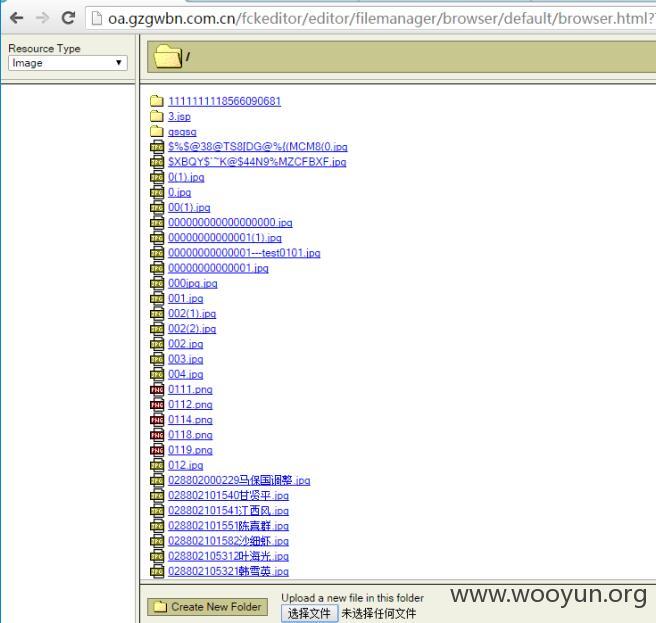 oa.gzgwbn.com.cn/fckeditor/editor/filemanager/browser/default/browser.html?
Resource Type
Image
/
1111111118566090681
3.jsp
qsqsq
$%$@38@TS8[DG@%{(MCM8(0.jpg
$XBQY$`~K@$44N9%MZCFBXF.jpg
0(1).jpg
0.jpg
00(1).jpg
000000000000000000.jpg
00000000000001(1).jpg
00000000000001---test0101.jpg
00000000000001.jpg
000jpg.jpg
001.jpg
002(1).jpg
002(2).jpg
002.jpg
003.jpg
004.jpg
0111.png
0112.png
0114.png
0118.png
0119.png
012.jpg
028802000229马保国调整.jpg
028802101540甘贤平.jpg
028802101541江西风.jpg
028802101551陈喜群.jpg
028802101582沙细虾.jpg
028802105312叶海光.jpg
028802105321韩雪英.jpg
Create New Folder
Upload a new file in this folder
选择文件 未选择任何文件
www.wooyun.org